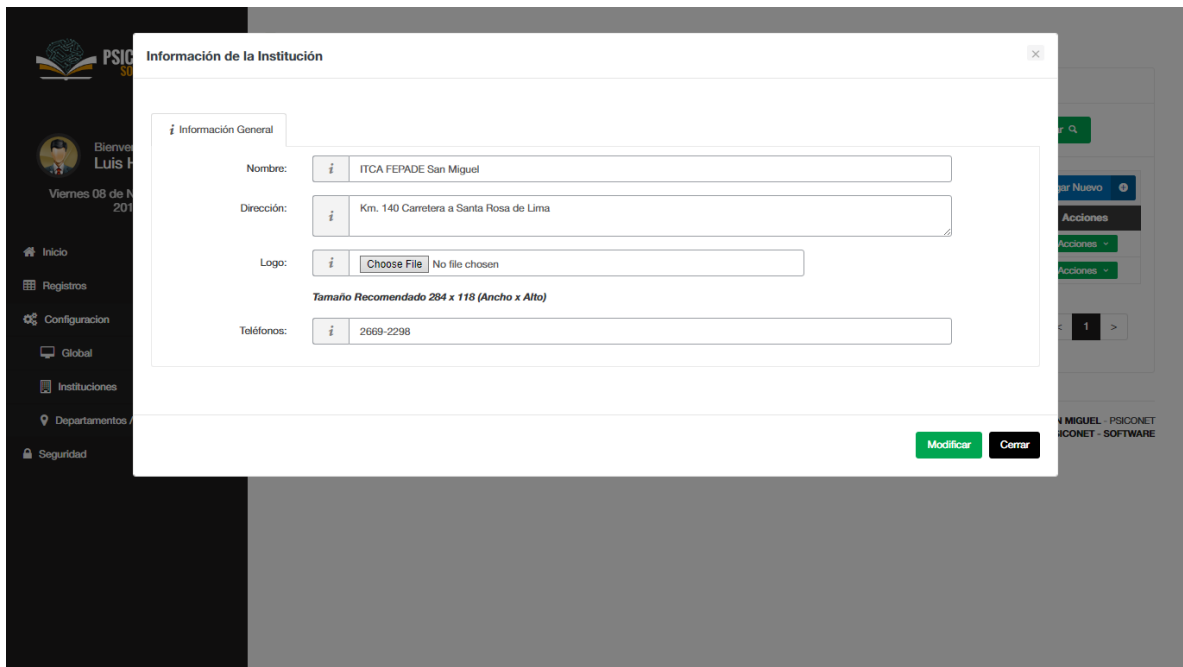 PSIC
SO
Bienve
Luis H
Viernes 08 de N
201
Inicio
Registros
Configuracion
Global
Instituciones
Departamentos /
Seguridad
Información de la Institución
×
i Información General
Nombre: i ITCA FEPADE San Miguel
Dirección: i Km. 140 Carretera a Santa Rosa de Lima
Logo: i Choose File No file chosen
Tamaño Recomendado 284 x 118 (Ancho x Alto)
Teléfonos: i 2669-2298
Modificar Cerrar
r
gar Nuevo
Acciones
Acciones
Acciones
< 1 >
N MIGUEL - PSICONET
SICONET - SOFTWARE